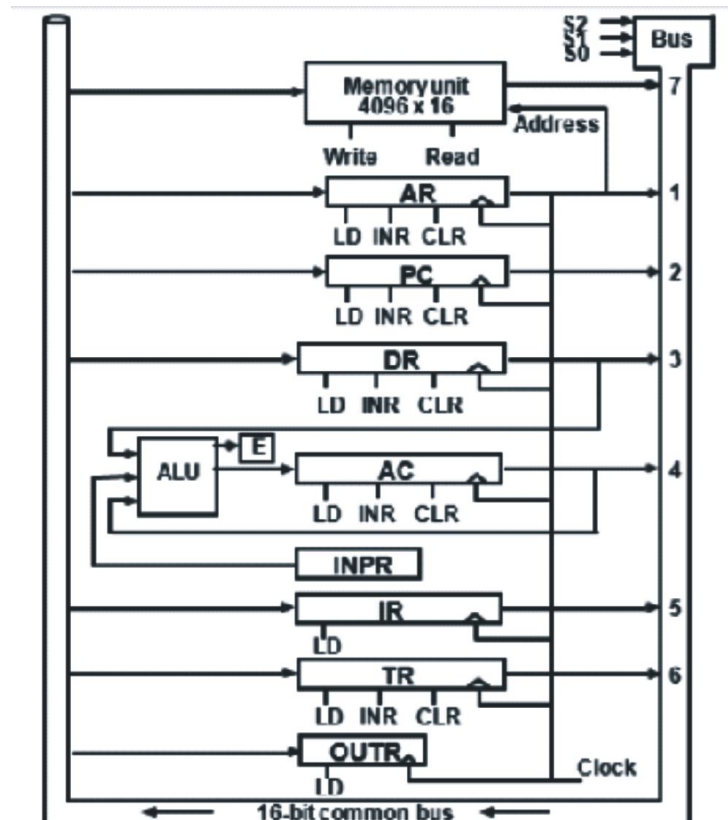 S2
S1
S0
Bus
Memory unit
4096 x 16
7
Address
Write Read
AR
1
LD INR CLR
PC
2
LD INR CLR
DR
3
LD INR CLR
E
ALU
AC
4
LD INR CLR
INPR
IR
5
LD
TR
6
LD INR CLR
OUTR
Clock
LD
16-bit common bus